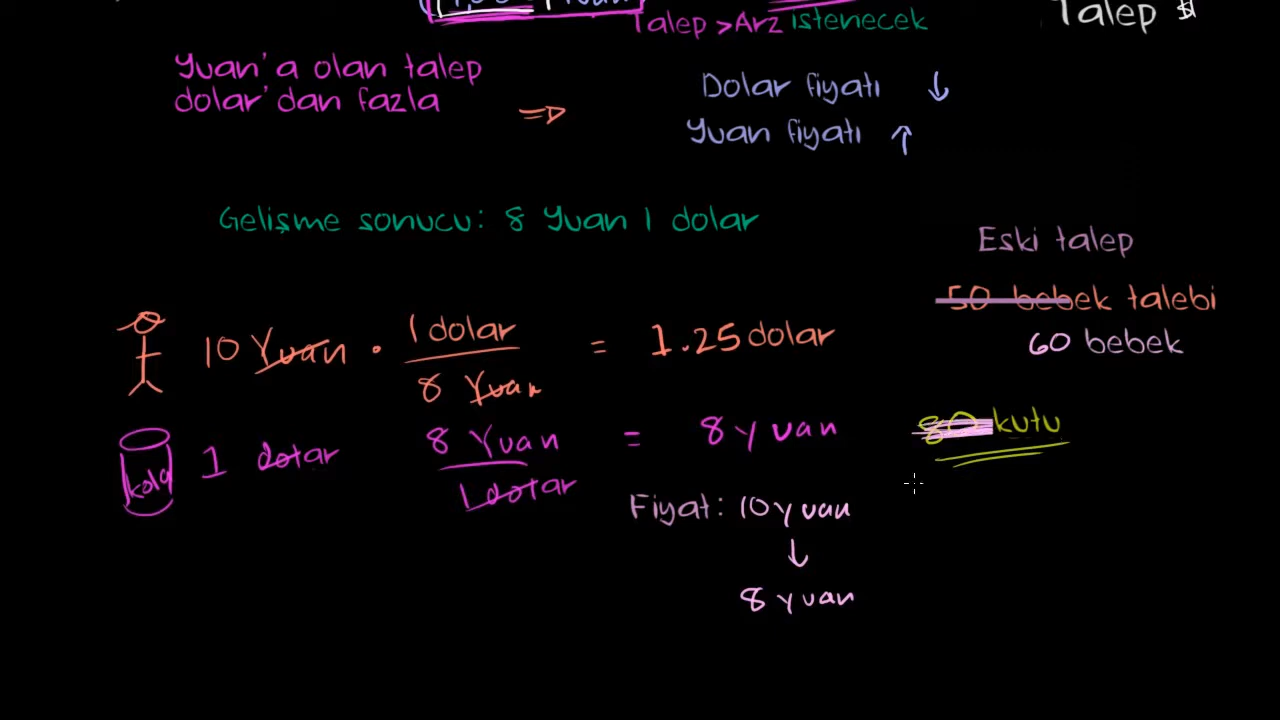 Talep > Arz istenecek
Talep $
Yuan'a olan talep
dolar'dan fazla
Dolar fiyatı ↓
Yuan fiyatı ↑
⇒
Gelişme sonucu: 8 Yuan 1 dolar
Eski talep
50 bebek talebi
60 bebek
10 Yuan · 1 dolar / 8 Yuan = 1.25 dolar
kola 1 dolar 8 Yuan / 1 dolar = 8 yuan
80 kutu
Fiyat: 10 yuan
↓
8 yuan